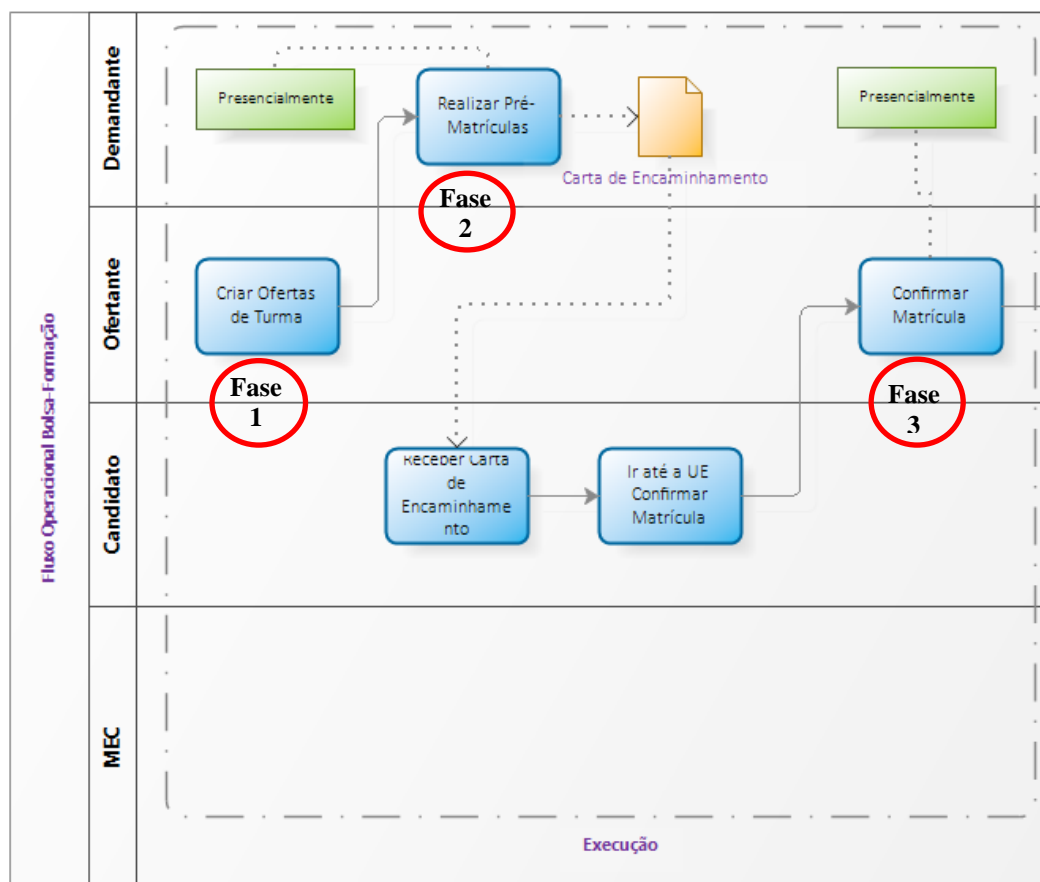 Fluxo Operacional Bolsa-Formação
Demandante
Presencialmente
Realizar Pré-
Matrículas
Carta de Encaminhamento
Presencialmente
Fase
2
Ofertante
Criar Ofertas
de Turma
Confirmar
Matrícula
Fase
1
Fase
3
Candidato
Receber Carta
de
Encaminhame
nto
Ir até a UE
Confirmar
Matrícula
MEC
Execução